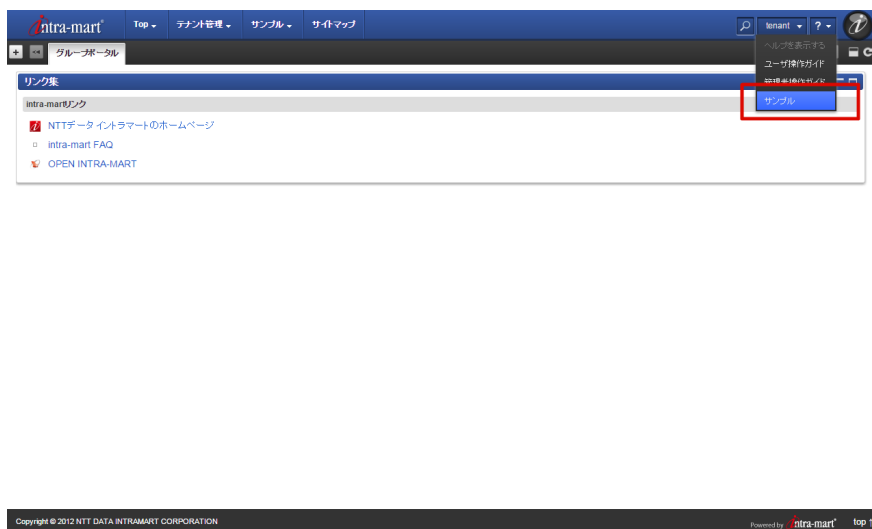 intra-mart® Top テナント管理 サンプル サイトマップ tenant ?
グループポータル
ヘルプを表示する
ユーザ操作ガイド
管理者操作ガイド
サンプル
リンク集
intra-martリンク
NTTデータ イントラマートのホームページ
intra-mart FAQ
OPEN INTRA-MART
Copyright © 2012 NTT DATA INTRAMART CORPORATION
Powered by intra-mart® top ↑